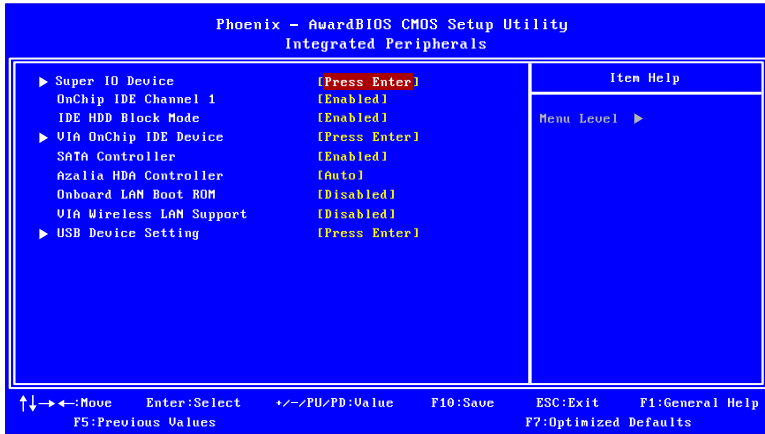 Phoenix - AwardBIOS CMOS Setup Utility
Integrated Peripherals
▶ Super IO Device [Press Enter]
OnChip IDE Channel 1 [Enabled]
IDE HDD Block Mode [Enabled]
▶ VIA OnChip IDE Device [Press Enter]
SATA Controller [Enabled]
Azalia HDA Controller [Auto]
Onboard LAN Boot ROM [Disabled]
VIA Wireless LAN Support [Disabled]
▶ USB Device Setting [Press Enter]
Item Help
Menu Level ▶
↑↓→←:Move Enter:Select +/-/PU/PD:Value F10:Save ESC:Exit F1:General Help
F5:Previous Values F7:Optimized Defaults